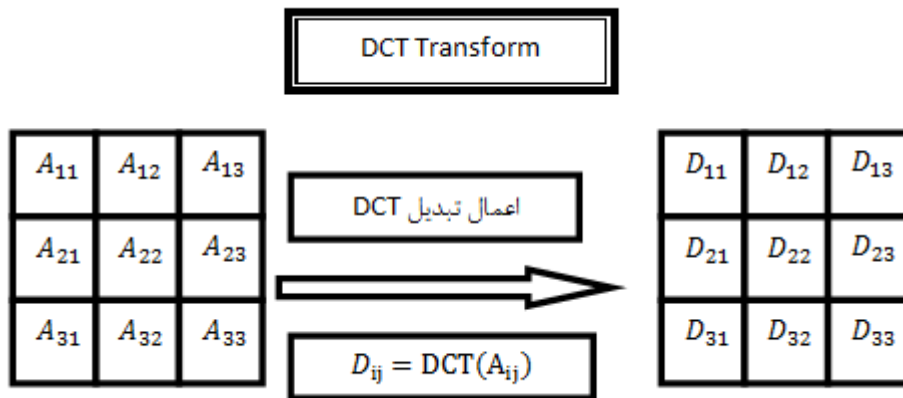 DCT Transform
A₁₁ A₁₂ A₁₃
A₂₁ A₂₂ A₂₃
A₃₁ A₃₂ A₃₃
اعمال تبدیل DCT
Dᵢⱼ = DCT(Aᵢⱼ)
D₁₁ D₁₂ D₁₃
D₂₁ D₂₂ D₂₃
D₃₁ D₃₂ D₃₃